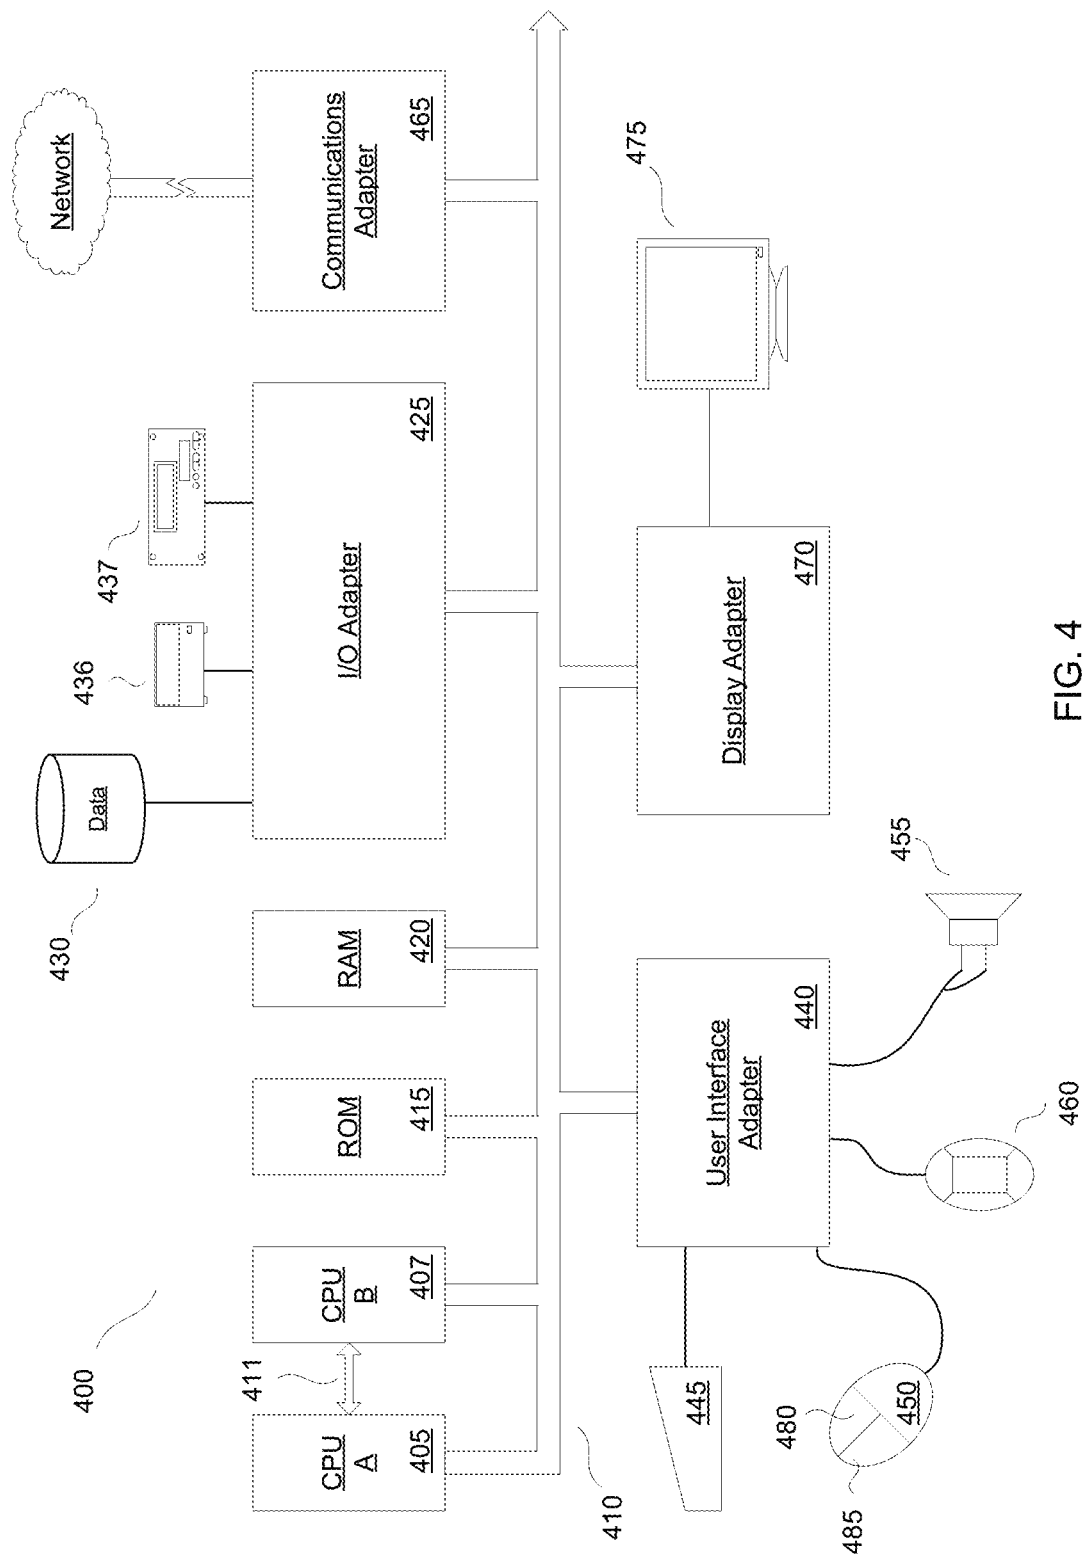 400
CPU
A
405
411
CPU
B
407
ROM
415
RAM
420
430
Data
436
437
I/O Adapter
425
Network
Communications
Adapter
465
410
445
485
480
450
User Interface
Adapter
440
460
455
Display Adapter
470
475
FIG. 4